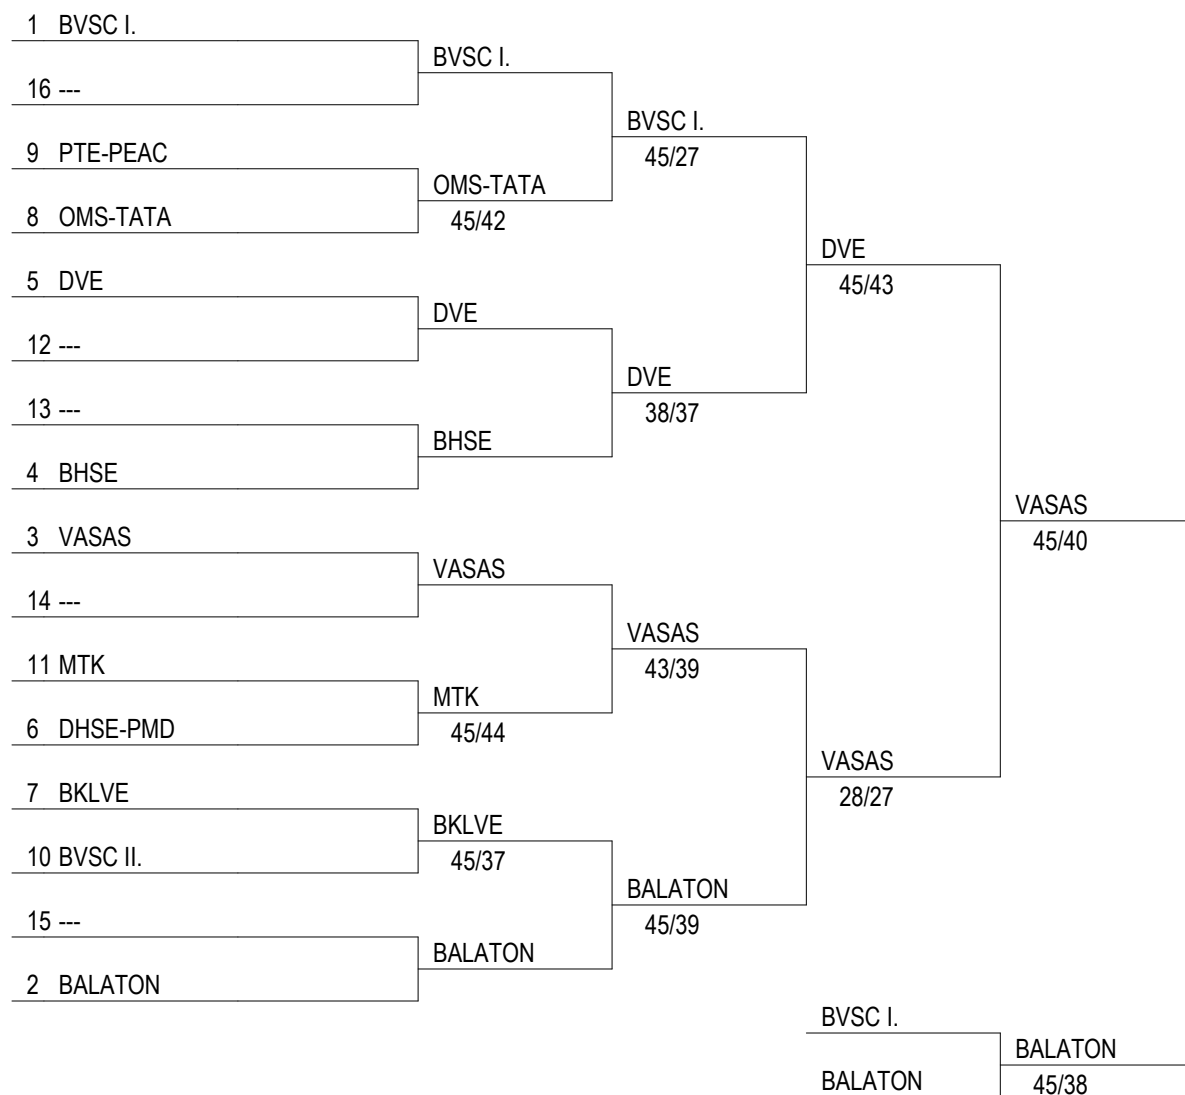 1 BVSC I.
16 ---
9 PTE-PEAC
8 OMS-TATA
5 DVE
12 ---
13 ---
4 BHSE
3 VASAS
14 ---
11 MTK
6 DHSE-PMD
7 BKLVE
10 BVSC II.
15 ---
2 BALATON
BVSC I.
OMS-TATA
45/42
DVE
BHSE
VASAS
MTK
45/44
BKLVE
45/37
BALATON
BVSC I.
45/27
DVE
38/37
VASAS
43/39
BALATON
45/39
DVE
45/43
VASAS
28/27
VASAS
45/40
BVSC I.
BALATON
BALATON
45/38